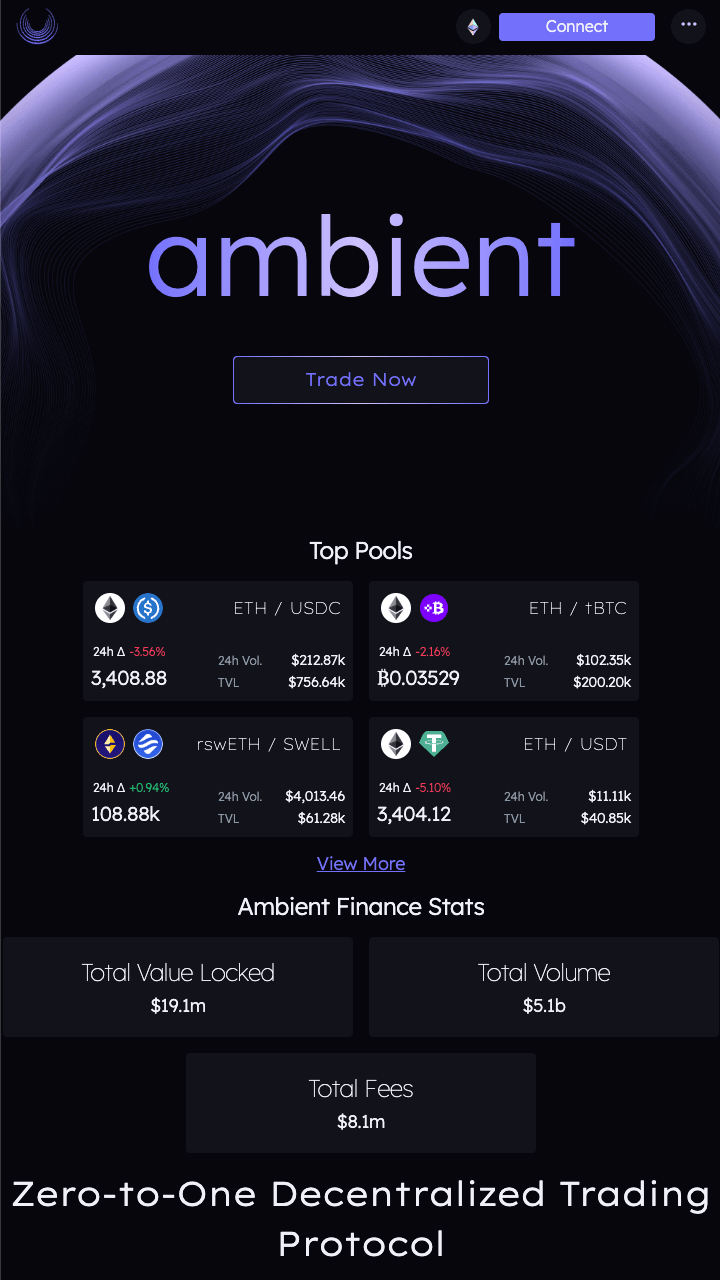 Connect
ambient
Trade Now
Top Pools
ETH / USDC
24h Δ -3.56%
3,408.88
24h Vol. $212.87k
TVL $756.64k
ETH / tBTC
24h Δ -2.16%
₿0.03529
24h Vol. $102.35k
TVL $200.20k
rswETH / SWELL
24h Δ +0.94%
108.88k
24h Vol. $4,013.46
TVL $61.28k
ETH / USDT
24h Δ -5.10%
3,404.12
24h Vol. $11.11k
TVL $40.85k
View More
Ambient Finance Stats
Total Value Locked
$19.1m
Total Volume
$5.1b
Total Fees
$8.1m
Zero-to-One Decentralized Trading
Protocol